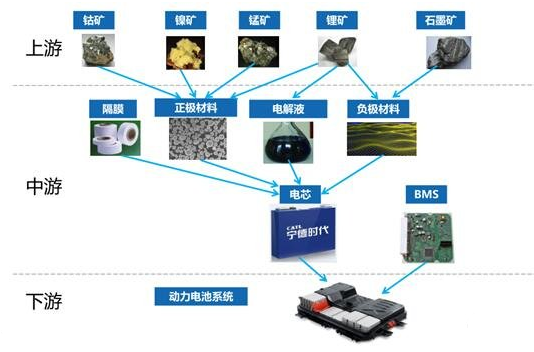 钴矿 镍矿 锰矿 锂矿 石墨矿
上游
隔膜 正极材料 电解液 负极材料
中游
电芯 BMS
CATL
宁德时代
下游
动力电池系统